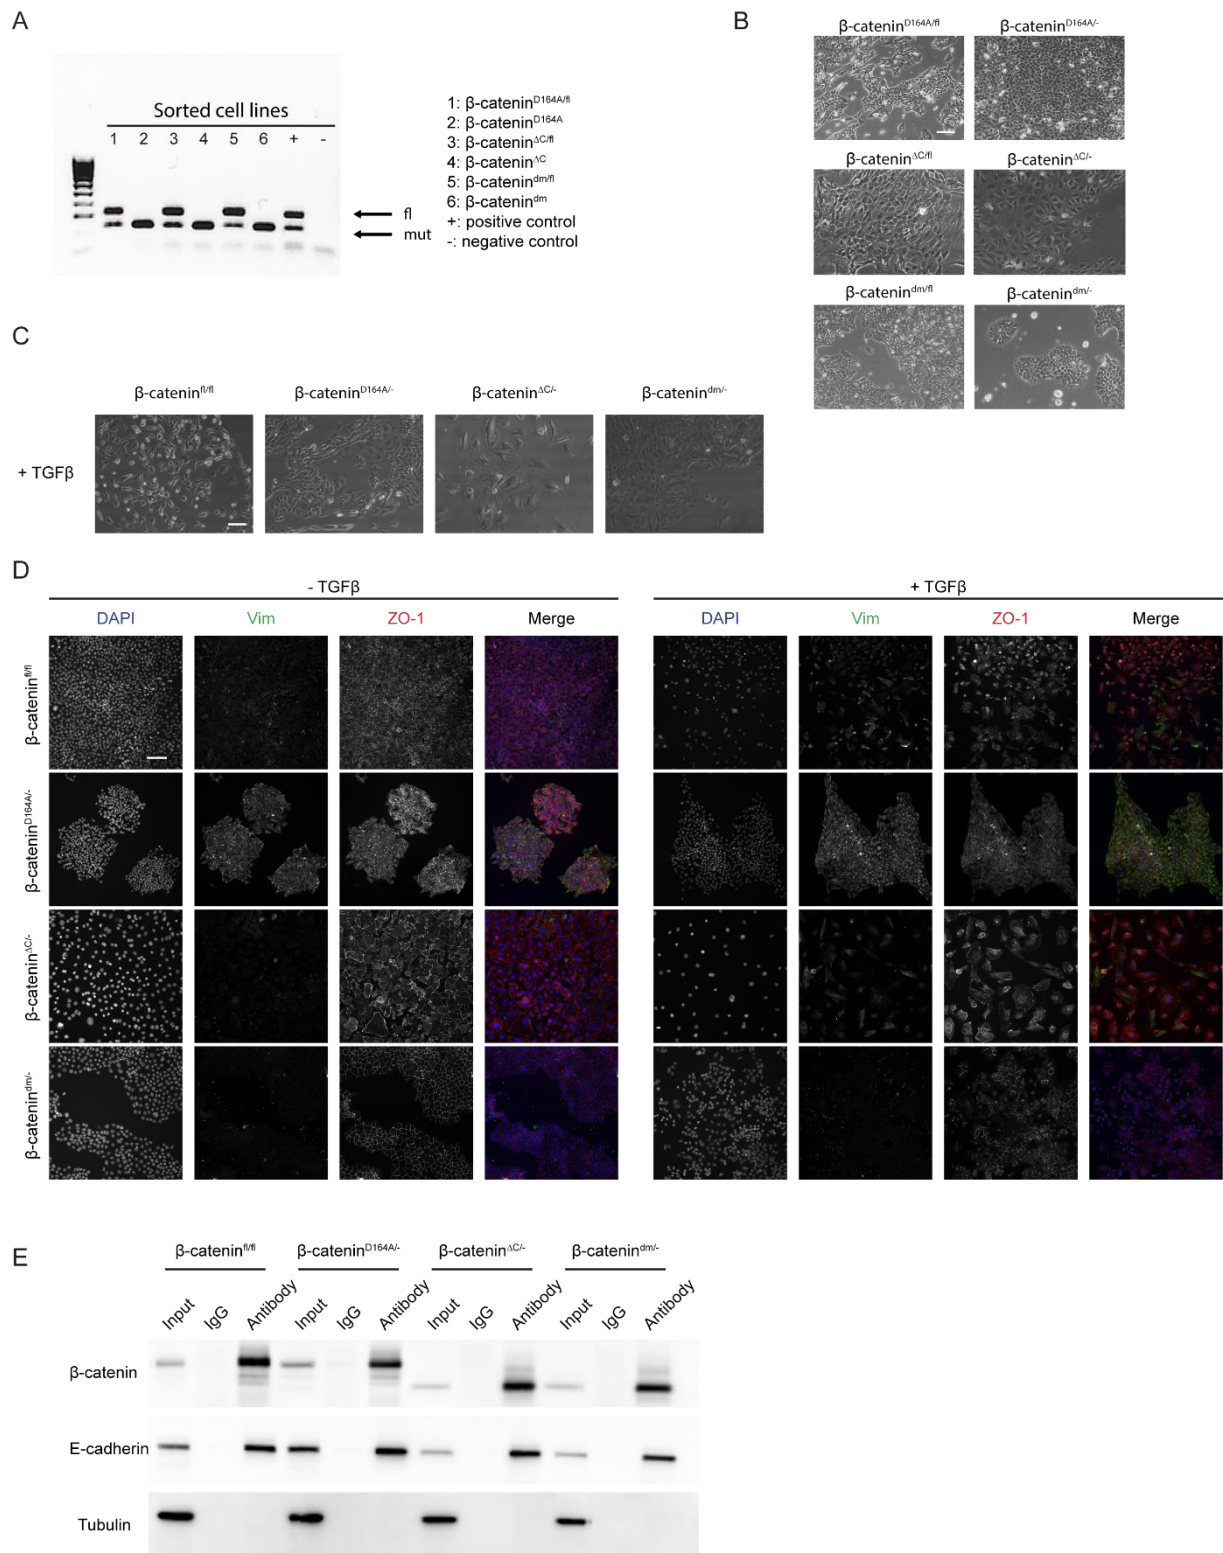 A
Sorted cell lines
1 2 3 4 5 6 + -
fl
mut
1: β-catenin^D164A/fl
2: β-catenin^D164A
3: β-catenin^ΔC/fl
4: β-catenin^ΔC
5: β-catenin^dm/fl
6: β-catenin^dm
+: positive control
-: negative control
B
β-catenin^D164A/fl β-catenin^D164A/-
β-catenin^ΔC/fl β-catenin^ΔC/-
β-catenin^dm/fl β-catenin^dm/-
C
β-catenin^fl/fl β-catenin^D164A/- β-catenin^ΔC/- β-catenin^dm/-
+ TGFβ
D
- TGFβ + TGFβ
DAPI Vim ZO-1 Merge DAPI Vim ZO-1 Merge
β-catenin^fl/fl
β-catenin^D164A/-
β-catenin^ΔC/-
β-catenin^dm/-
E
β-catenin^fl/fl β-catenin^D164A/- β-catenin^ΔC/- β-catenin^dm/-
Input IgG Antibody Input IgG Antibody Input IgG Antibody Input IgG Antibody
β-catenin
E-cadherin
Tubulin